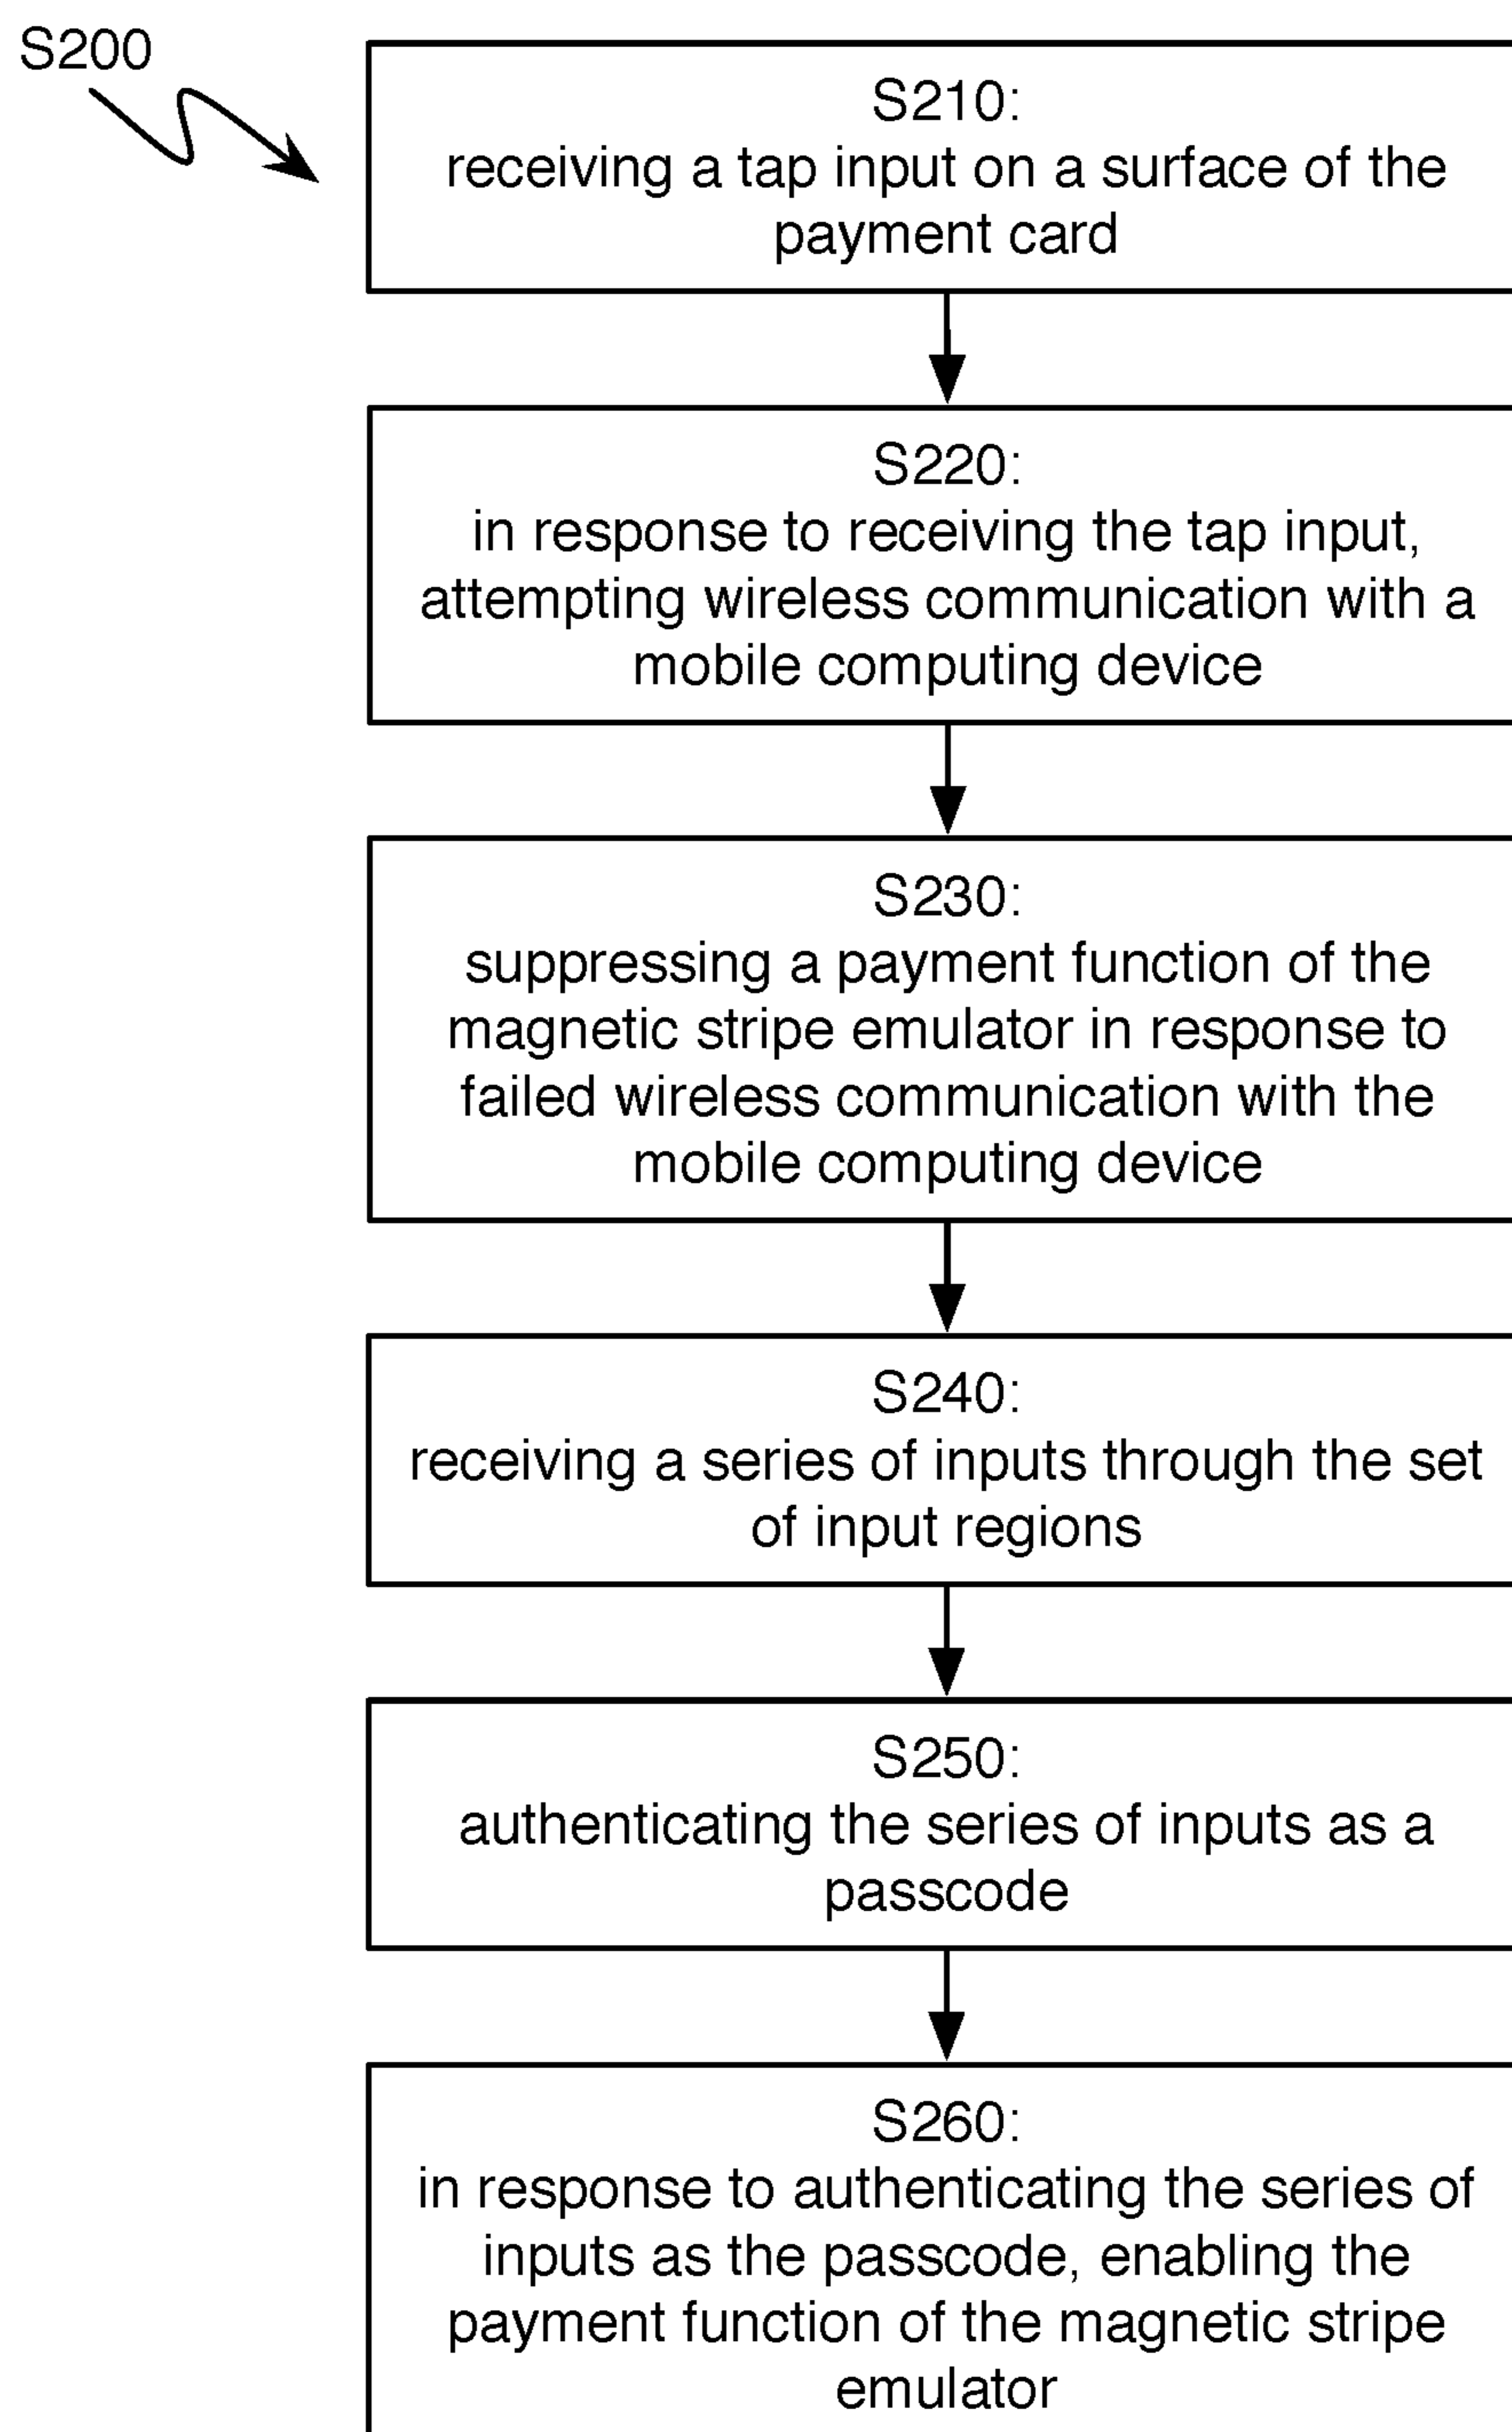 S200
S210:
receiving a tap input on a surface of the
payment card
S220:
in response to receiving the tap input,
attempting wireless communication with a
mobile computing device
S230:
suppressing a payment function of the
magnetic stripe emulator in response to
failed wireless communication with the
mobile computing device
S240:
receiving a series of inputs through the set
of input regions
S250:
authenticating the series of inputs as a
passcode
S260:
in response to authenticating the series of
inputs as the passcode, enabling the
payment function of the magnetic stripe
emulator